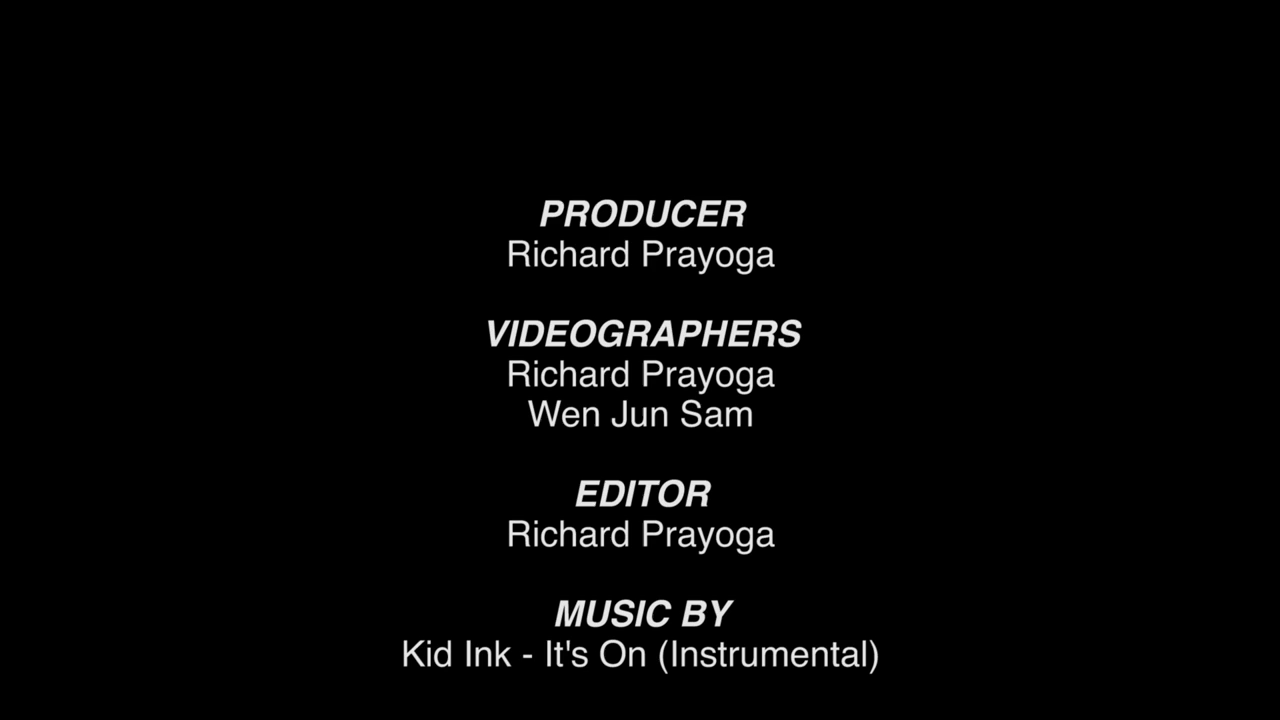 PRODUCER
Richard Prayoga
VIDEOGRAPHERS
Richard Prayoga
Wen Jun Sam
EDITOR
Richard Prayoga
MUSIC BY
Kid Ink - It's On (Instrumental)